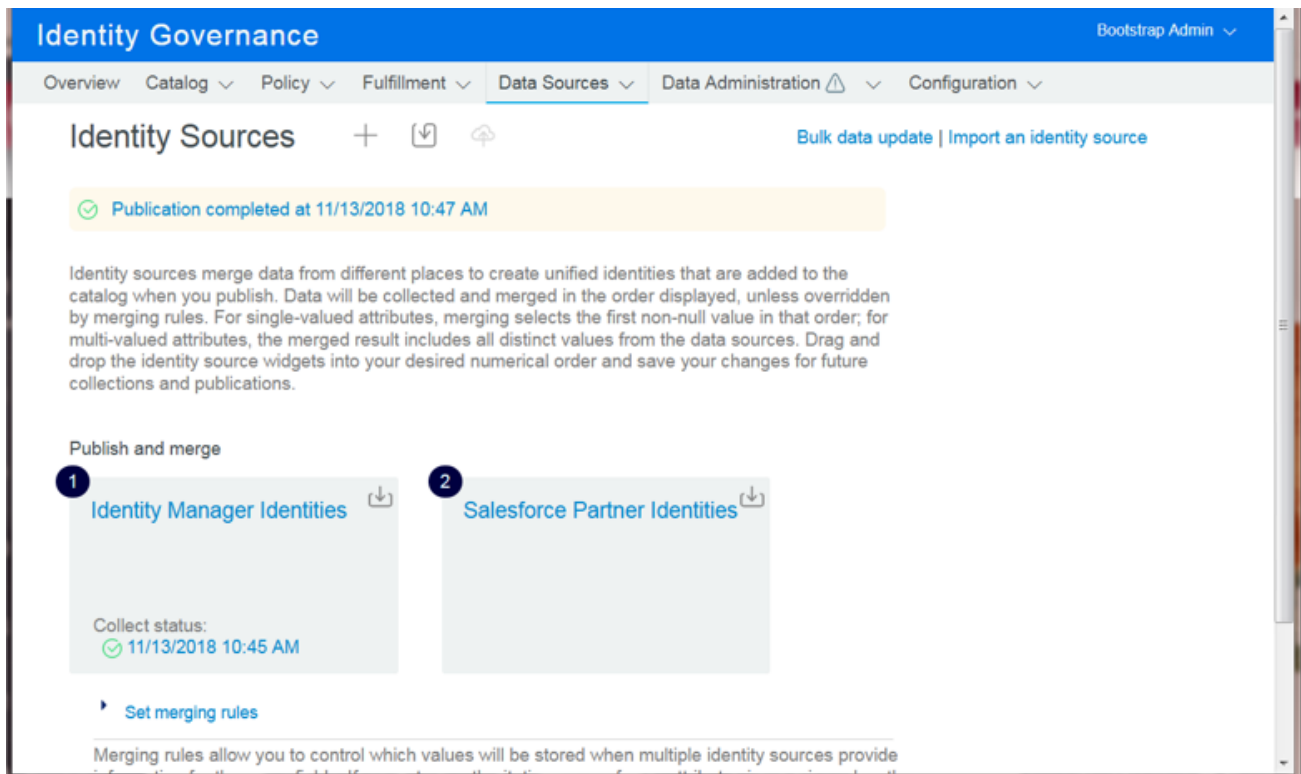 Identity Governance
Bootstrap Admin
Overview Catalog Policy Fulfillment Data Sources Data Administration Configuration
Identity Sources
Bulk data update | Import an identity source
Publication completed at 11/13/2018 10:47 AM
Identity sources merge data from different places to create unified identities that are added to the
catalog when you publish. Data will be collected and merged in the order displayed, unless overridden
by merging rules. For single-valued attributes, merging selects the first non-null value in that order; for
multi-valued attributes, the merged result includes all distinct values from the data sources. Drag and
drop the identity source widgets into your desired numerical order and save your changes for future
collections and publications.
Publish and merge
1
Identity Manager Identities
Collect status:
11/13/2018 10:45 AM
2
Salesforce Partner Identities
Set merging rules
Merging rules allow you to control which values will be stored when multiple identity sources provide